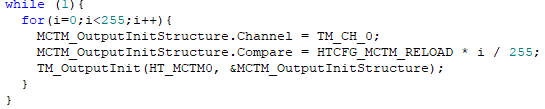 while (1){
for(i=0;i<255;i++){
MCTM_OutputInitStructure.Channel = TM_CH_0;
MCTM_OutputInitStructure.Compare = HTCFG_MCTM_RELOAD * i / 255;
TM_OutputInit(HT_MCTM0, &MCTM_OutputInitStructure);
}
}